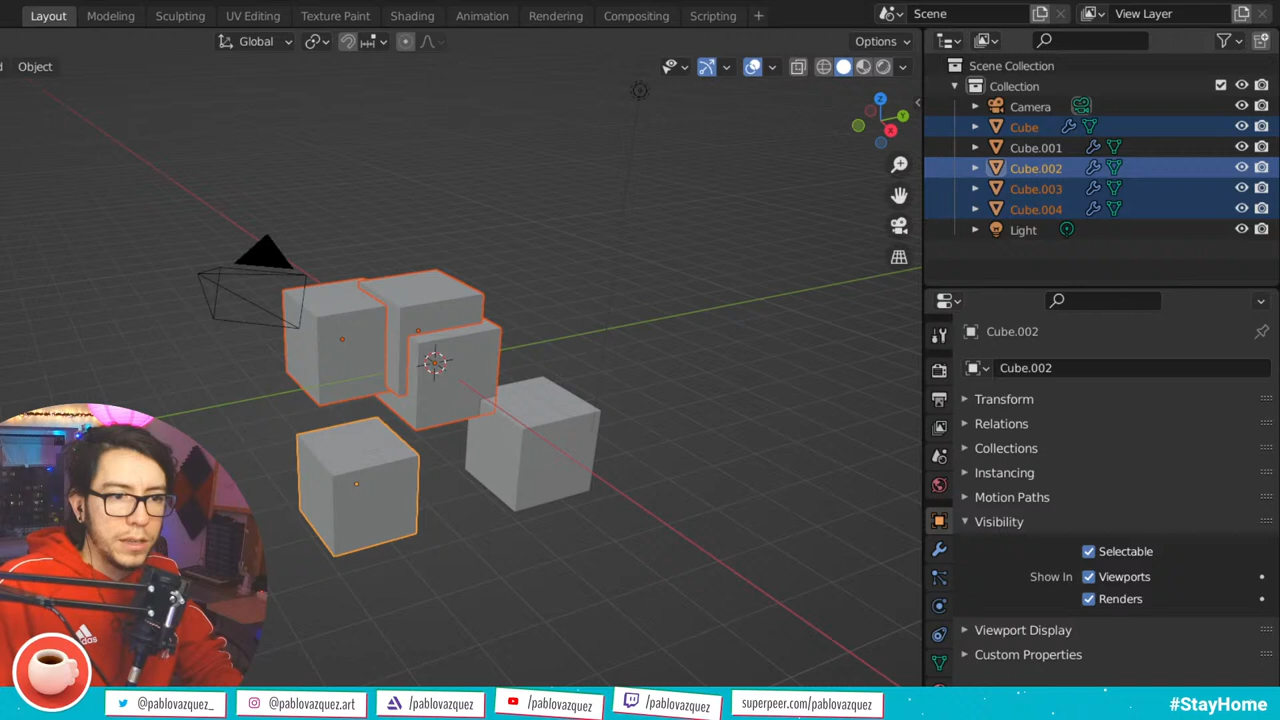 Layout Modeling Sculpting UV Editing Texture Paint Shading Animation Rendering Compositing Scripting +
Scene
View Layer
Global
Options
Object
Scene Collection
Collection
Camera
Cube
Cube.001
Cube.002
Cube.003
Cube.004
Light
Z
Y
X
Cube.002
Cube.002
Transform
Relations
Collections
Instancing
Motion Paths
Visibility
Selectable
Show In Viewports
Renders
Viewport Display
Custom Properties
adidas
@pablovazquez_
@pablovazquez.art
/pablovazquez
/pablovazquez
/pablovazquez
superpeer.com/pablovazquez
#StayHome